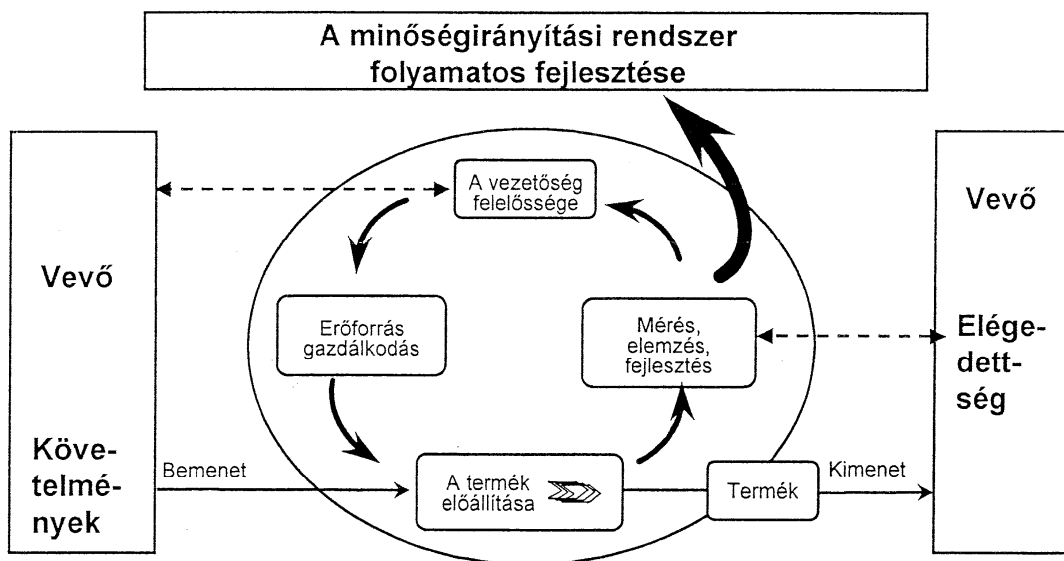 A minőségirányítási rendszer
folyamatos fejlesztése
Vevő
Köve-
telmé-
nyek
Bemenet
A vezetőség
felelőssége
Erőforrás
gazdálkodás
Mérés,
elemzés,
fejlesztés
A termék
előállítása
Termék
Kimenet
Vevő
Elége-
dett-
ség